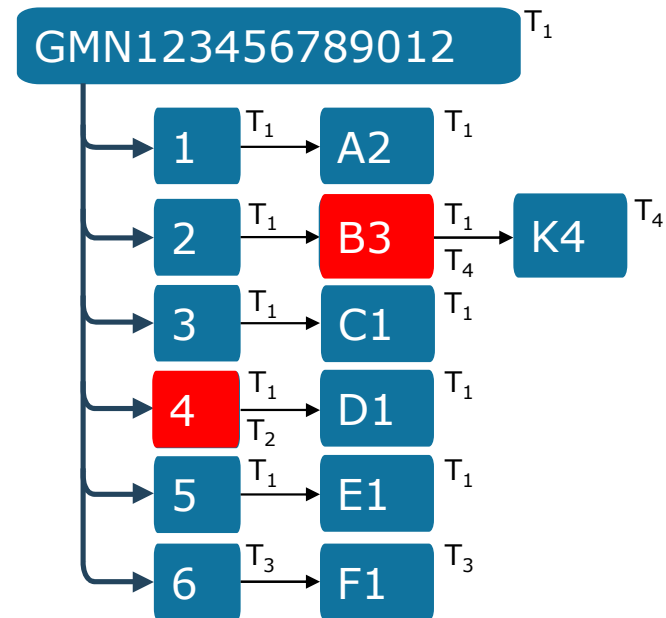 GMN123456789012 T₁
1 T₁ A2 T₁
2 T₁ B3 T₁ K4 T₄
T₄
3 T₁ C1 T₁
4 T₁ D1 T₁
T₂
5 T₁ E1 T₁
6 T₃ F1 T₃